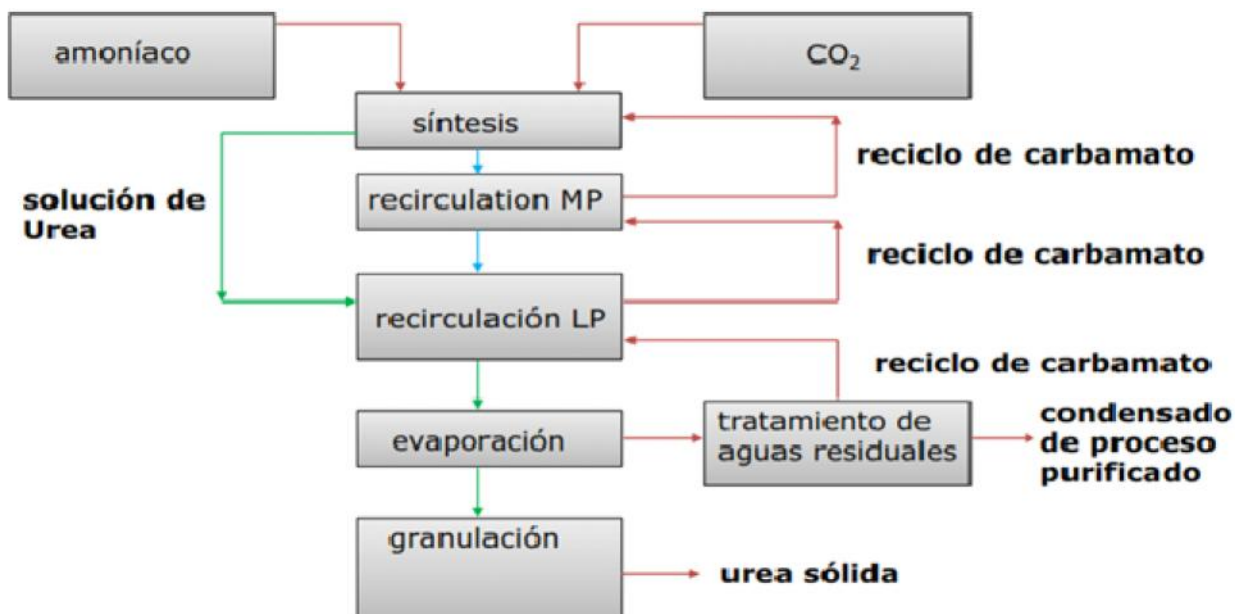 amoníaco
CO₂
síntesis
reciclo de carbamato
solución de
Urea
recirculation MP
reciclo de carbamato
recirculación LP
reciclo de carbamato
evaporación
tratamiento de
aguas residuales
condensado
de proceso
purificado
granulación
urea sólida